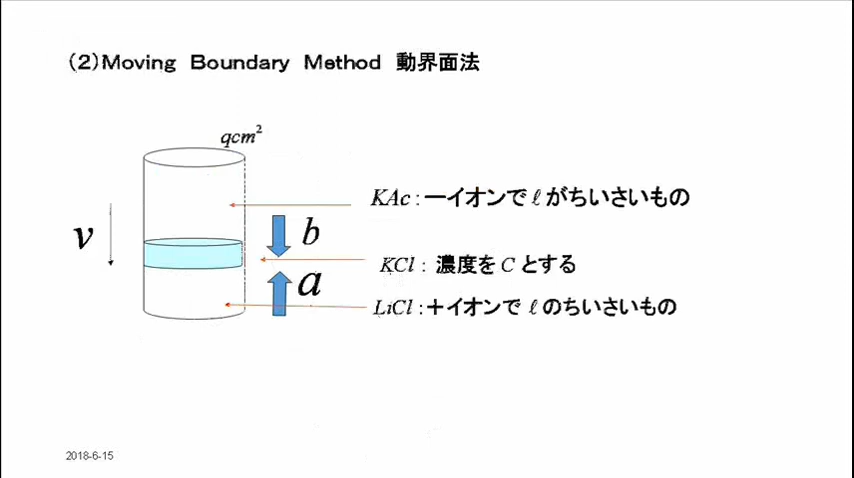 (2)Moving Boundary Method 動界面法
qcm²
KAc:ーイオンでℓがちいさいもの
v
b
KCl: 濃度をCとする
a
LiCl:+イオンでℓのちいさいもの
2018-6-15